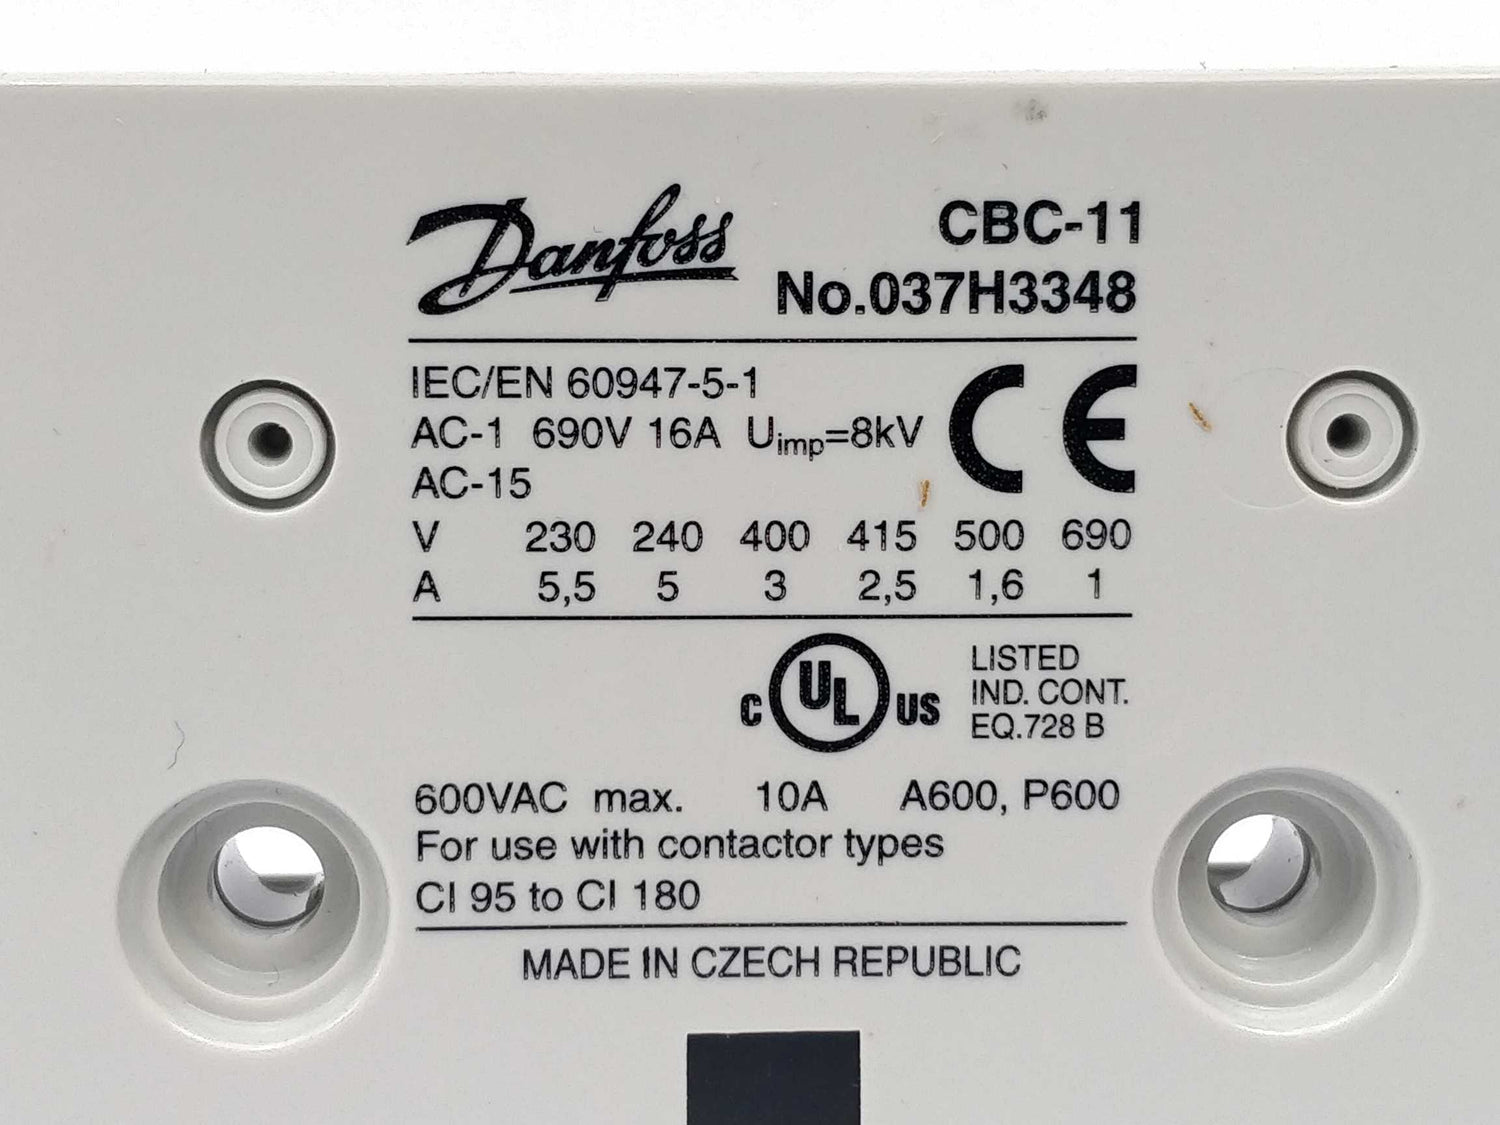 Danfoss
CBC-11
No.037H3348
IEC/EN 60947-5-1
AC-1 690V 16A Uimp=8kV
AC-15
CE
V 230 240 400 415 500 690
A 5,5 5 3 2,5 1,6 1
C UL US
LISTED
IND. CONT.
EQ.728 B
600VAC max. 10A A600, P600
For use with contactor types
CI 95 to CI 180
MADE IN CZECH REPUBLIC